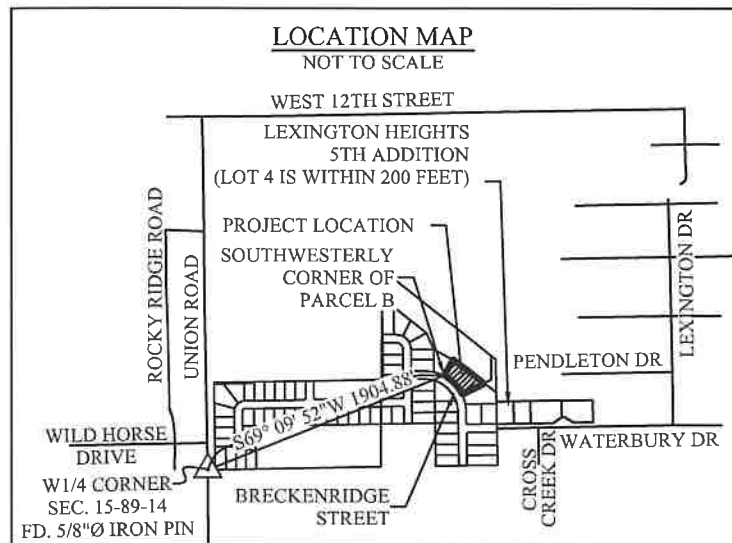 LOCATION MAP
NOT TO SCALE
WEST 12TH STREET
LEXINGTON HEIGHTS
5TH ADDITION
(LOT 4 IS WITHIN 200 FEET)
PROJECT LOCATION
SOUTHWESTERLY
CORNER OF
PARCEL B
ROCKY RIDGE ROAD
UNION ROAD
LEXINGTON DR
PENDLETON DR
S69° 09' 52"W 1904.88'
WILD HORSE
DRIVE
WATERBURY DR
W1/4 CORNER
SEC. 15-89-14
FD. 5/8"Ø IRON PIN
BRECKENRIDGE
STREET
CROSS
CREEK DR